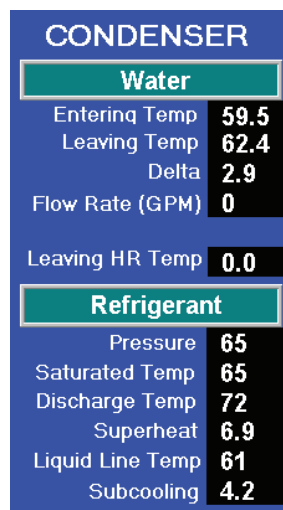 CONDENSER
Water
Entering Temp 59.5
Leaving Temp 62.4
Delta 2.9
Flow Rate (GPM) 0
Leaving HR Temp 0.0
Refrigerant
Pressure 65
Saturated Temp 65
Discharge Temp 72
Superheat 6.9
Liquid Line Temp 61
Subcooling 4.2